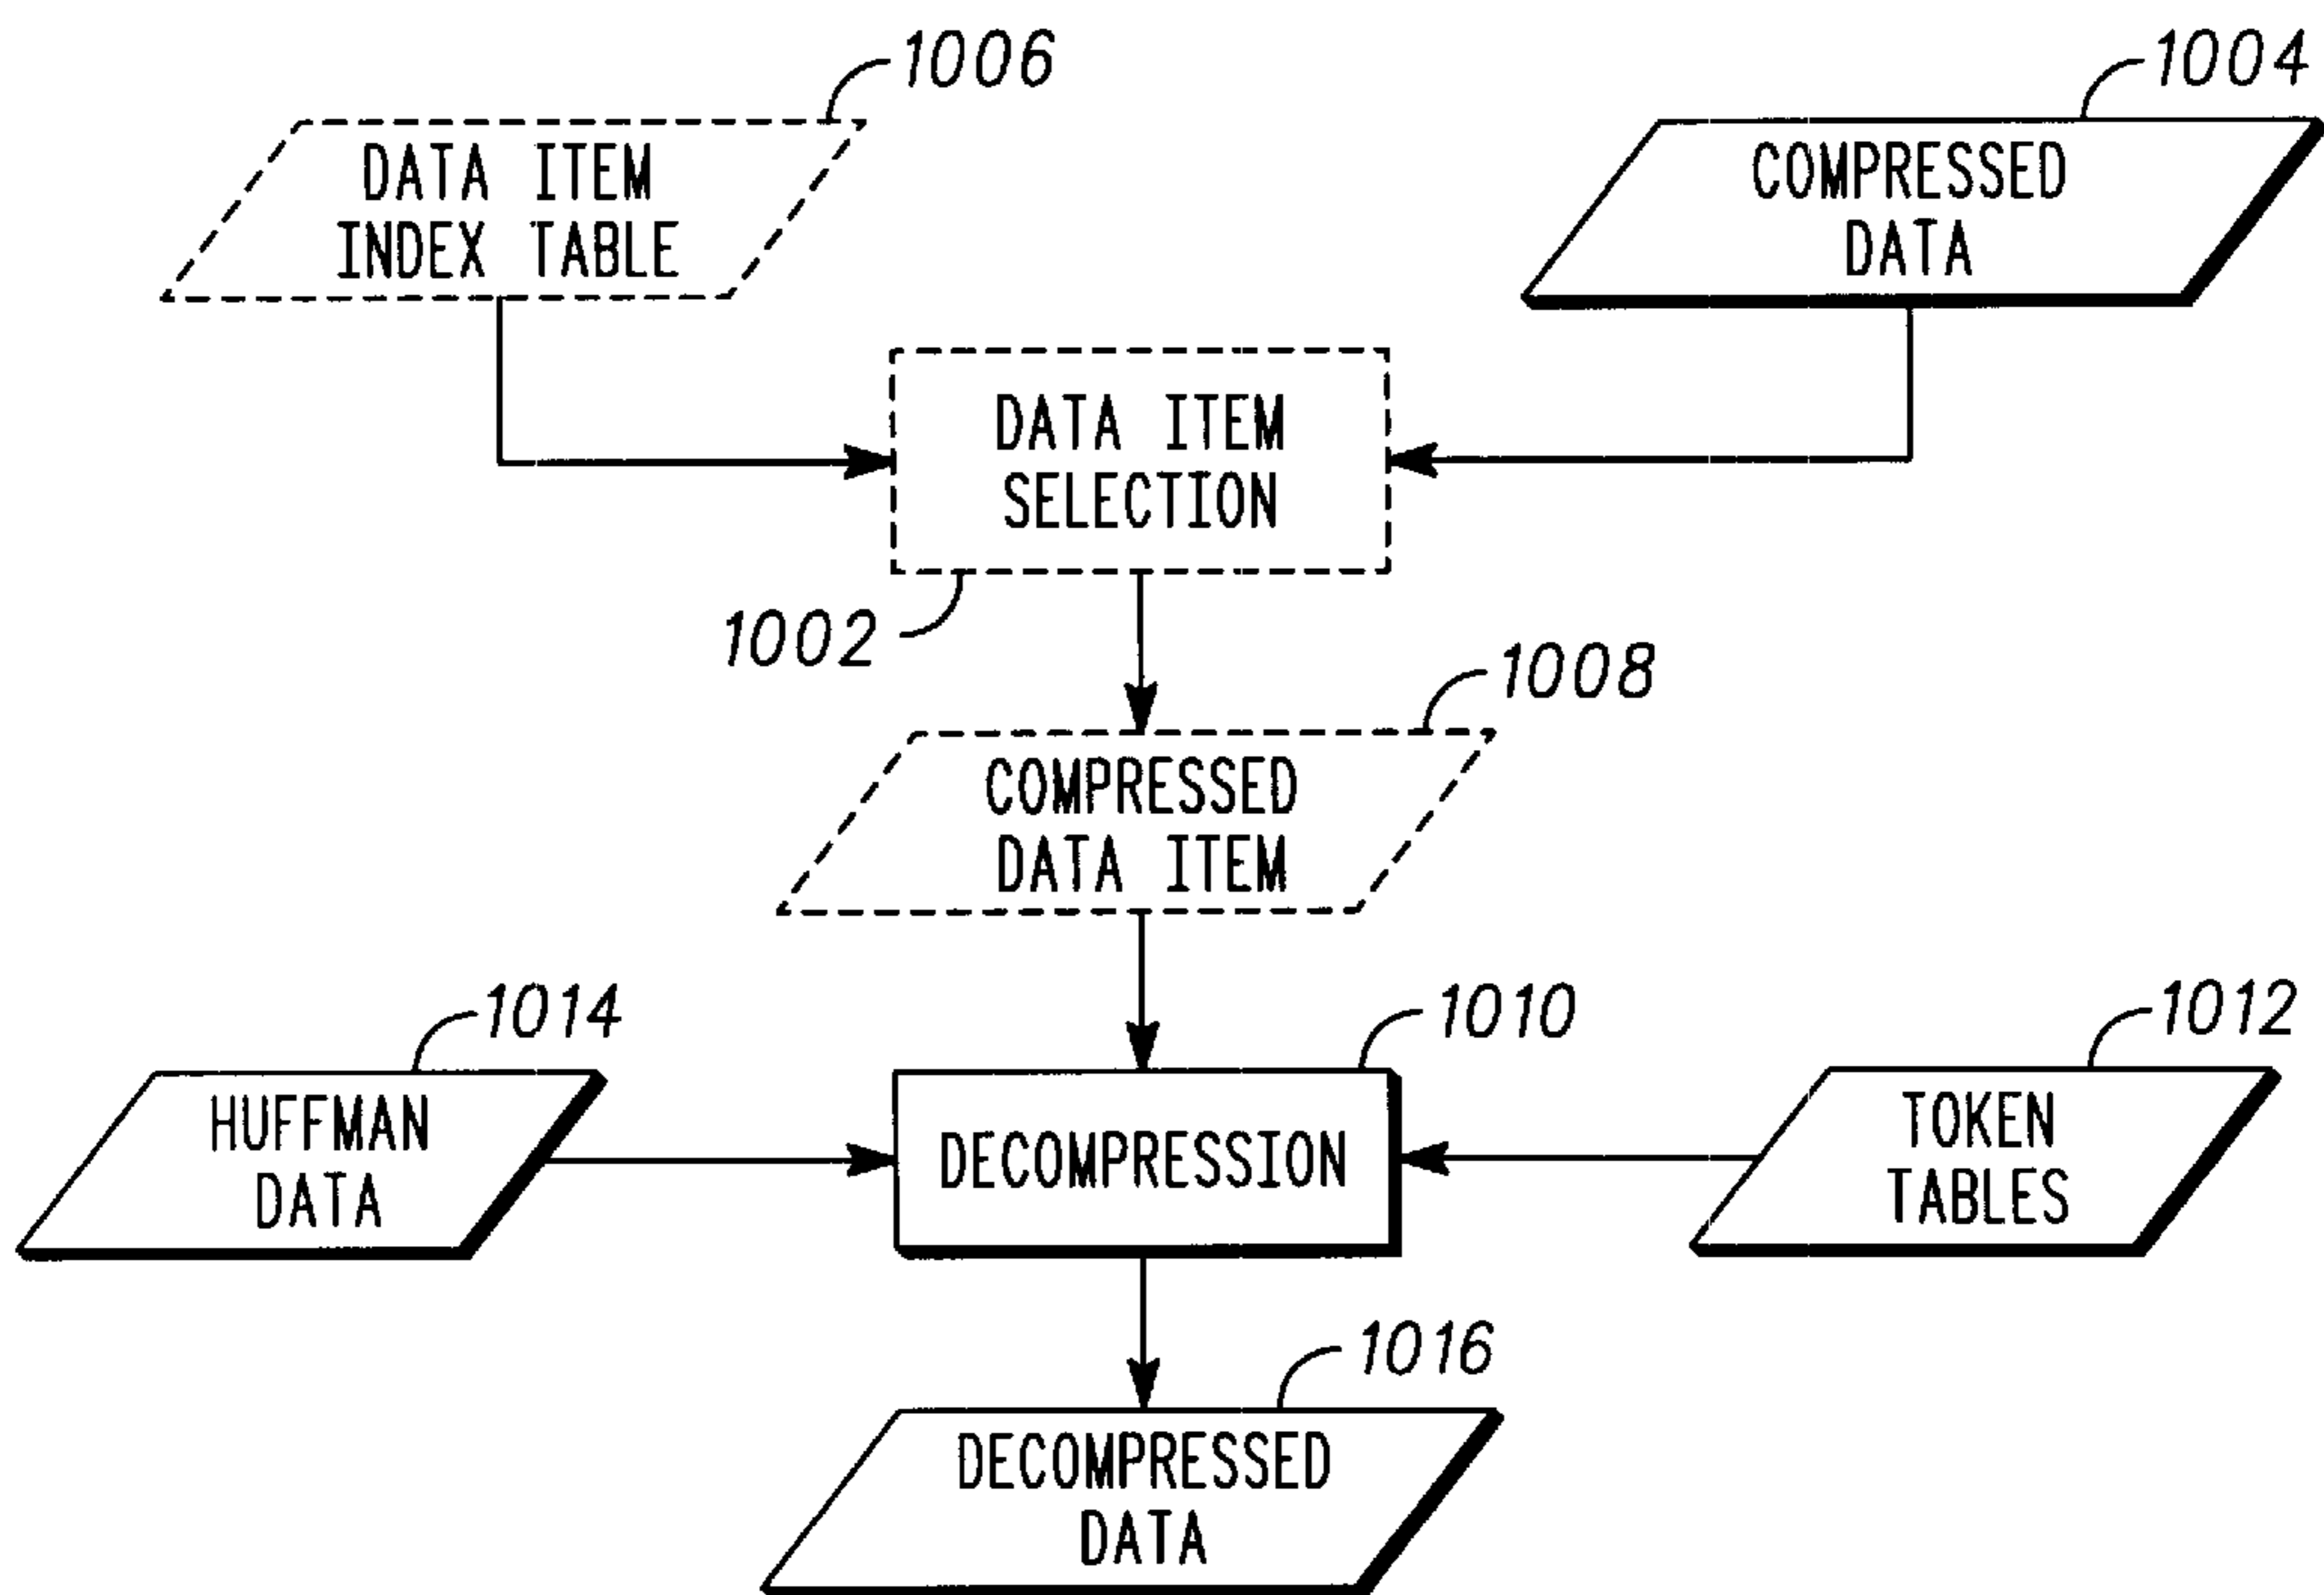 1006
1004
DATA ITEM
INDEX TABLE
COMPRESSED
DATA
DATA ITEM
SELECTION
1002
1008
COMPRESSED
DATA ITEM
1014
1010
1012
HUFFMAN
DATA
DECOMPRESSION
TOKEN
TABLES
1016
DECOMPRESSED
DATA